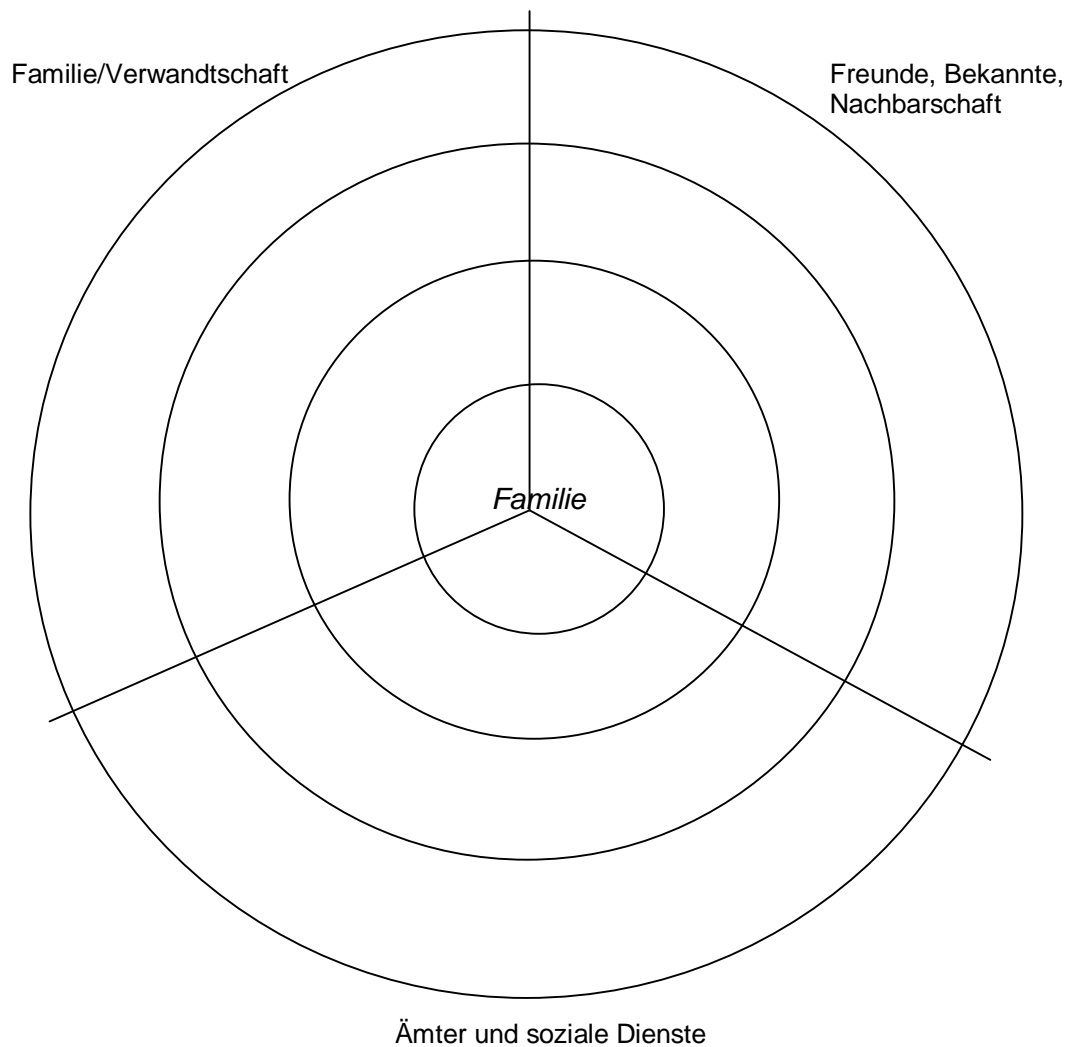 Familie/Verwandtschaft
Freunde, Bekannte,
Nachbarschaft
Familie
Ämter und soziale Dienste